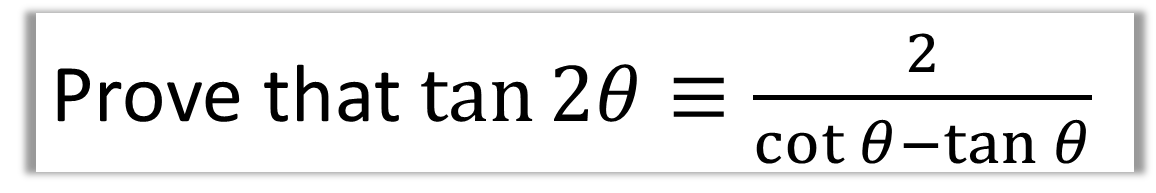 Prove that tan 2θ ≡ 2 / (cot θ−tan θ)